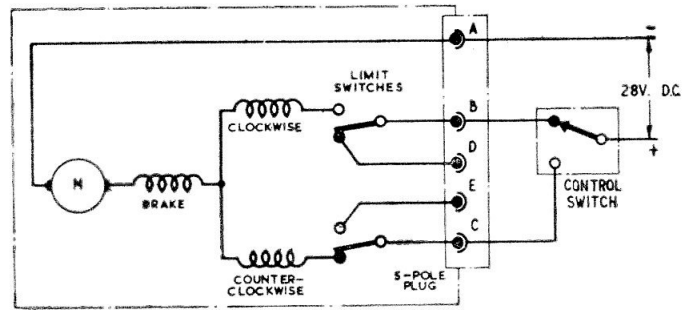 A
-
LIMIT
SWITCHES
B
28V. D.C.
CLOCKWISE
D
+
M
E
CONTROL
SWITCH
BRAKE
C
COUNTER-
CLOCKWISE
5-POLE
PLUG